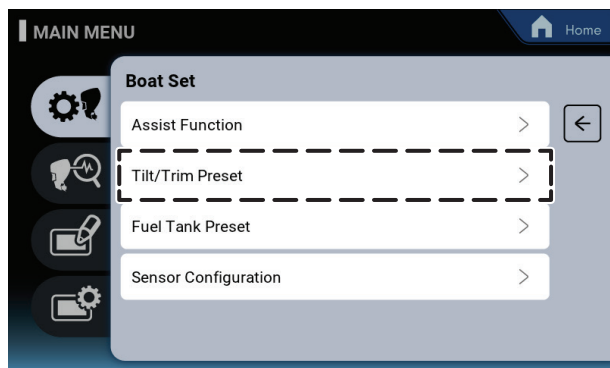 MAIN MENU
Home
Boat Set
Assist Function
Tilt/Trim Preset
Fuel Tank Preset
Sensor Configuration